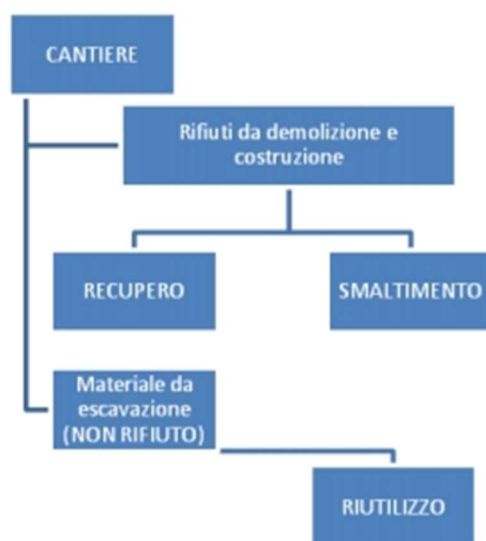 CANTIERE
Rifiuti da demolizione e
costruzione
RECUPERO
SMALTIMENTO
Materiale da
escavazione
(NON RIFIUTO)
RIUTILIZZO